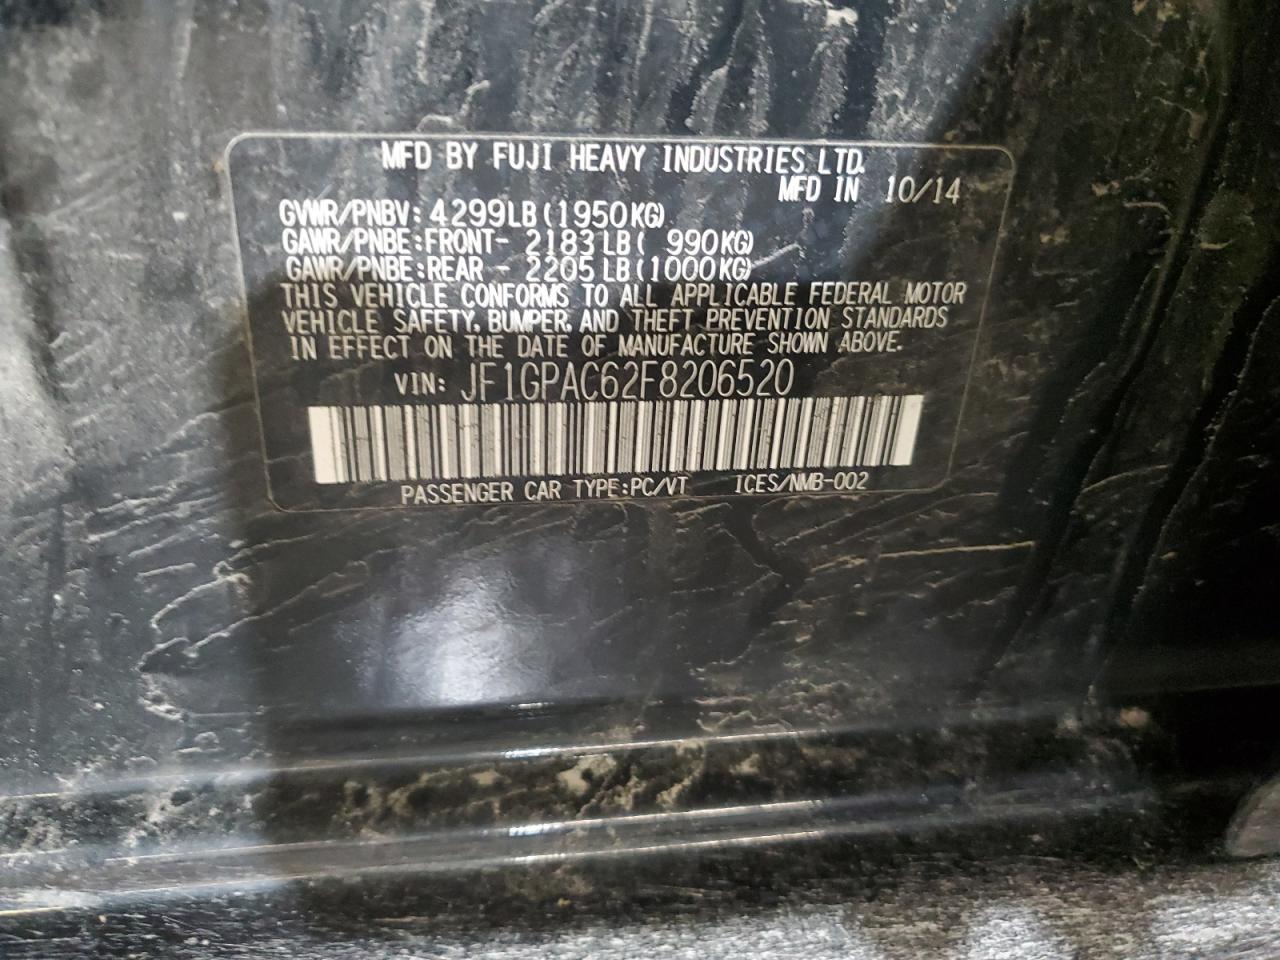 MFD BY FUJI HEAVY INDUSTRIES LTD.
MFD IN 10/14
GVWR/PNBV: 4299LB(1950KG)
GAWR/PNBE:FRONT- 2183LB( 990KG)
GAWR/PNBE:REAR - 2205LB(1000KG)
THIS VEHICLE CONFORMS TO ALL APPLICABLE FEDERAL MOTOR
VEHICLE SAFETY, BUMPER, AND THEFT PREVENTION STANDARDS
IN EFFECT ON THE DATE OF MANUFACTURE SHOWN ABOVE.
VIN: JF1GPAC62F8206520
PASSENGER CAR TYPE:PC/VT ICES/NMB-002